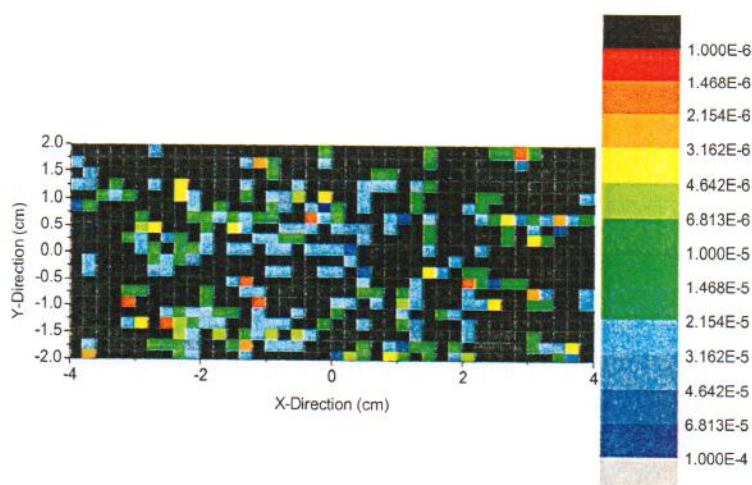 1.000E-6
1.468E-6
2.154E-6
3.162E-6
4.642E-6
6.813E-6
1.000E-5
1.468E-5
2.154E-5
3.162E-5
4.642E-5
6.813E-5
1.000E-4
2.0
1.5
1.0
0.5
0.0
-0.5
-1.0
-1.5
-2.0
Y-Direction (cm)
-4 -2 0 2 4
X-Direction (cm)